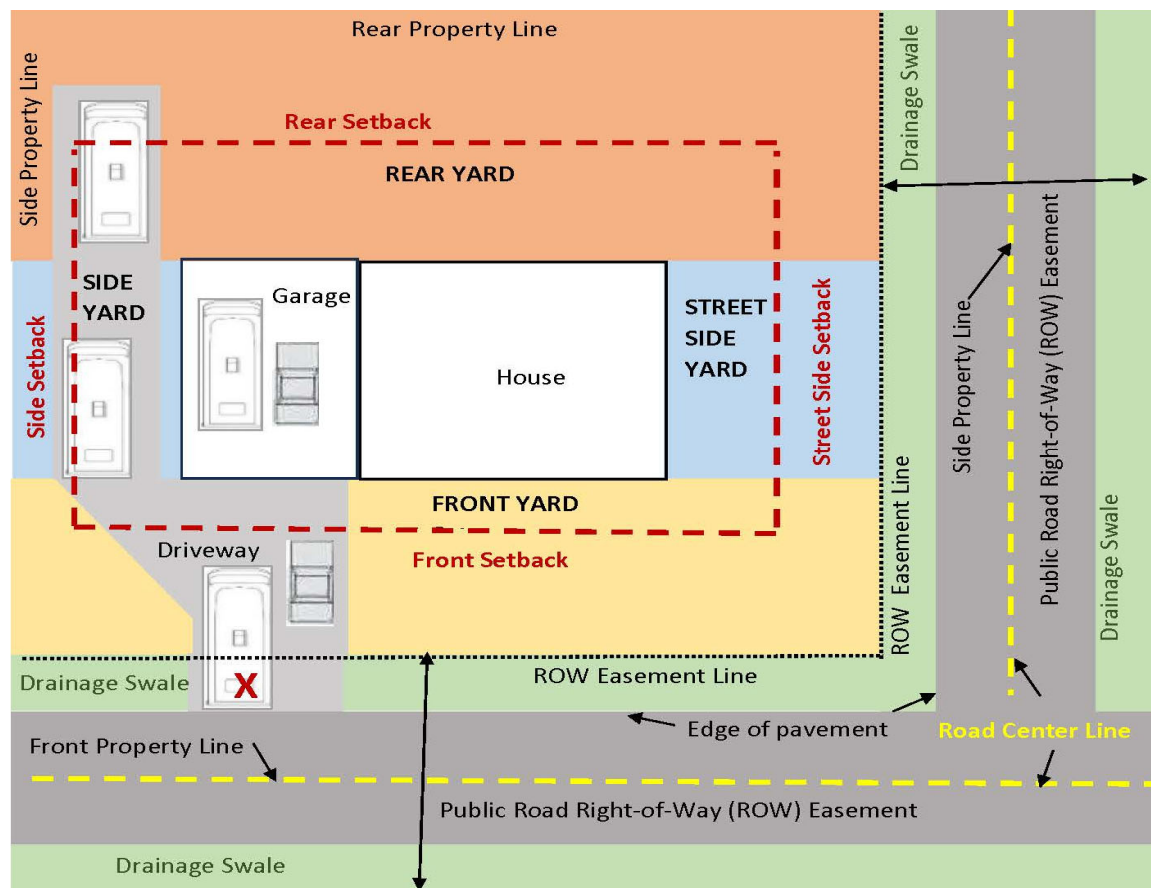 Rear Property Line
Side Property Line
Drainage Swale
Rear Setback
REAR YARD
SIDE
YARD
Garage
STREET
SIDE
YARD
House
Side Setback
Street Side Setback
Side Property Line
Public Road Right-of-Way (ROW) Easement
FRONT YARD
Driveway
Front Setback
ROW Easement Line
Drainage Swale
Drainage Swale
X
ROW Easement Line
Edge of pavement
Road Center Line
Front Property Line
Public Road Right-of-Way (ROW) Easement
Drainage Swale